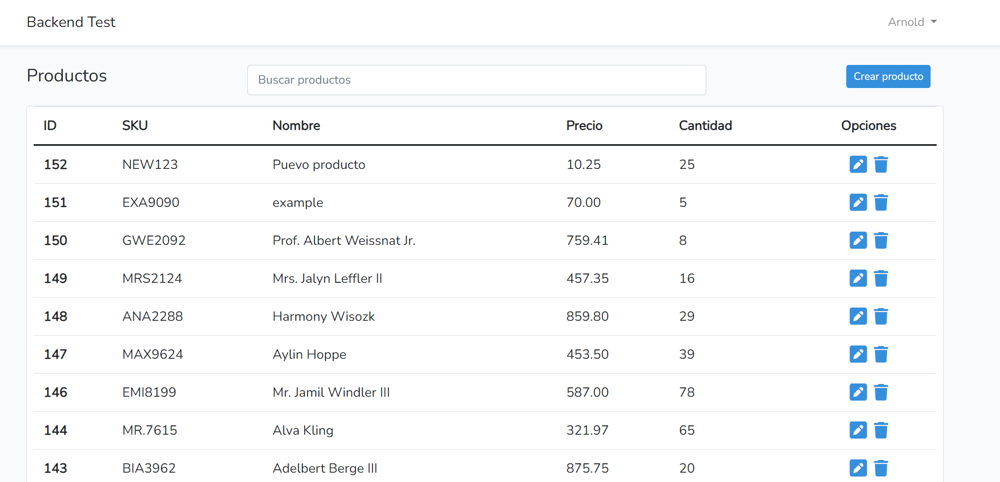 Backend Test Arnold
Productos Buscar productos Crear producto
ID SKU Nombre Precio Cantidad Opciones
152 NEW123 Puevo producto 10.25 25
151 EXA9090 example 70.00 5
150 GWE2092 Prof. Albert Weissnat Jr. 759.41 8
149 MRS2124 Mrs. Jalyn Leffler II 457.35 16
148 ANA2288 Harmony Wisozk 859.80 29
147 MAX9624 Aylin Hoppe 453.50 39
146 EMI8199 Mr. Jamil Windler III 587.00 78
144 MR.7615 Alva Kling 321.97 65
143 BIA3962 Adelbert Berge III 875.75 20